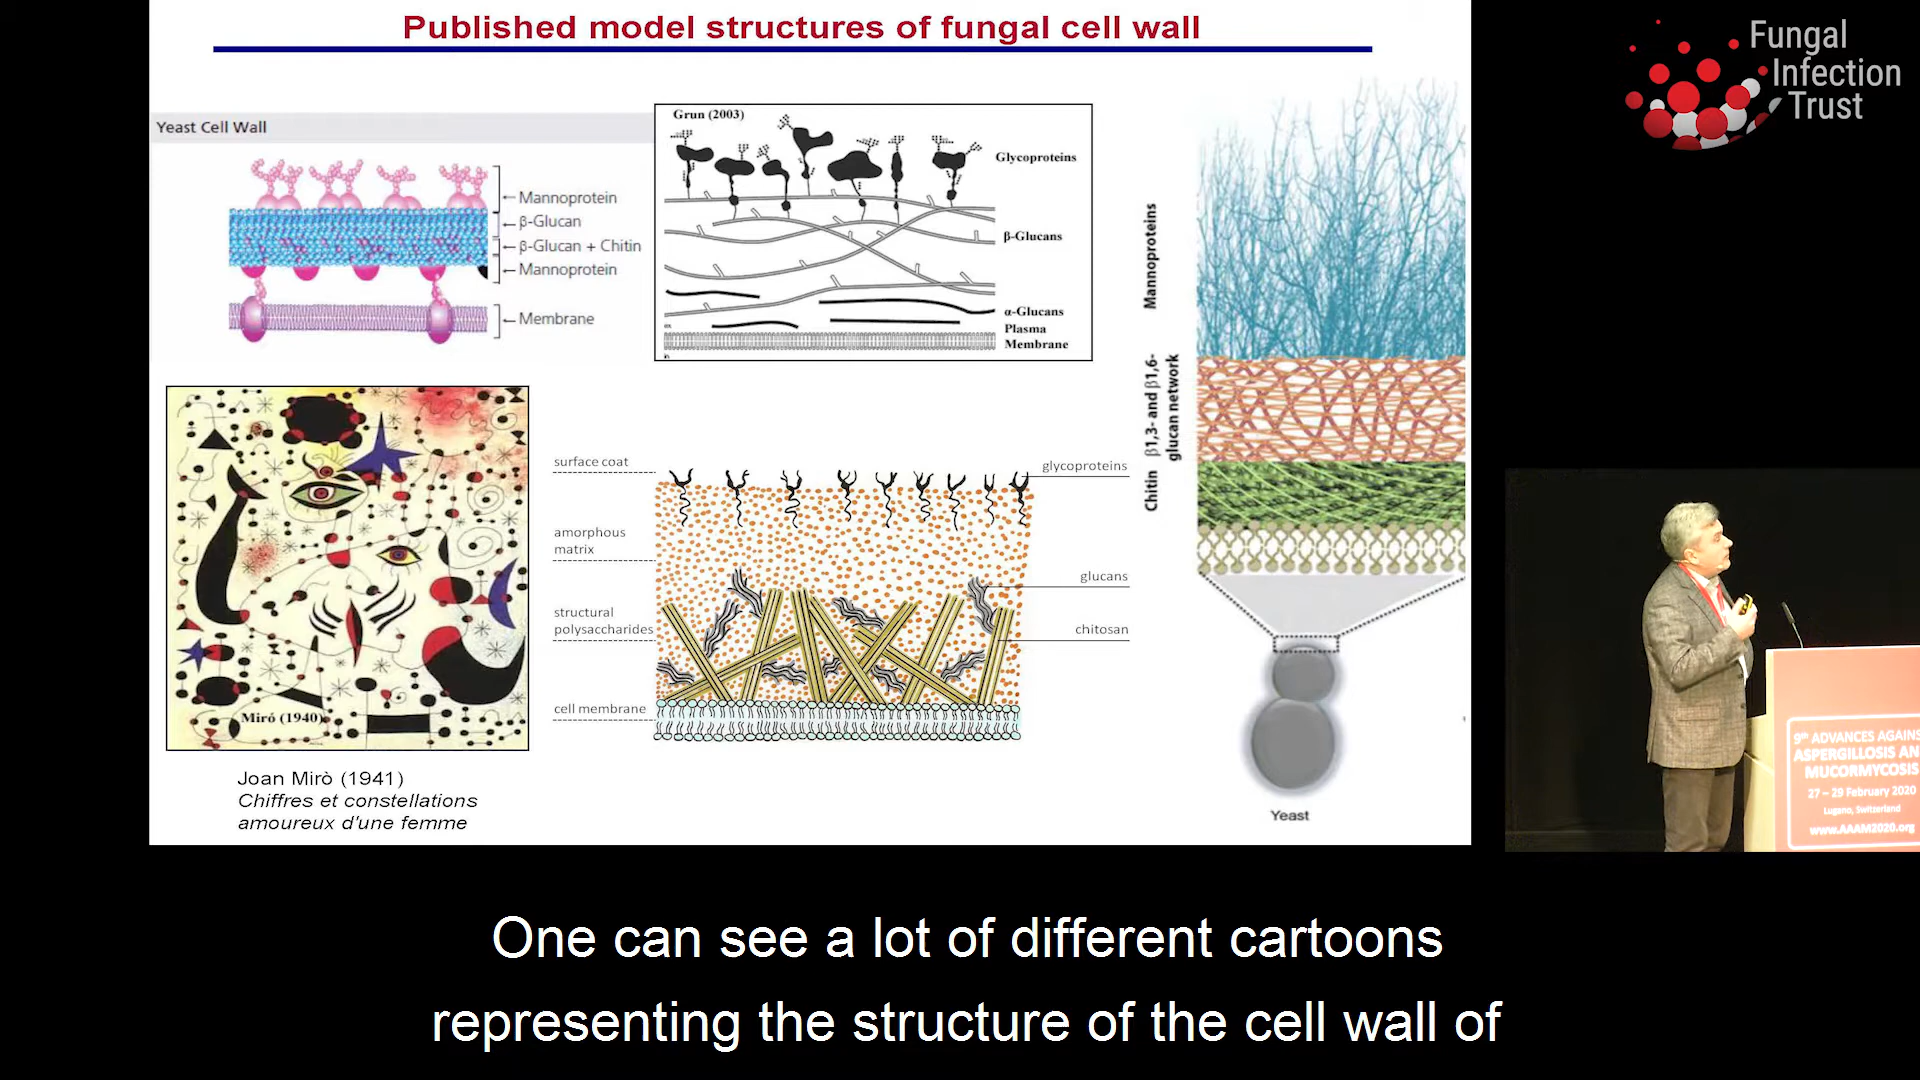 Published model structures of fungal cell wall
Fungal
Infection
Trust
Yeast Cell Wall
Mannoprotein
β-Glucan
β-Glucan + Chitin
Mannoprotein
Membrane
Grun (2003)
Glycoproteins
β-Glucans
α-Glucans
Plasma
Membrane
Mannoproteins
β1,3- and β1,6-
glucan network
Chitin
Yeast
Miró (1940)
Joan Mirò (1941)
Chiffres et constellations
amoureux d'une femme
surface coat
amorphous
matrix
structural
polysaccharides
cell membrane
glycoproteins
glucans
chitosan
9th ADVANCES AGAINS
ASPERGILLOSIS AN
MUCORMYCOSIS
27 – 29 February 2020
Lugano, Switzerland
www.AAAM2020.org
One can see a lot of different cartoons
representing the structure of the cell wall of